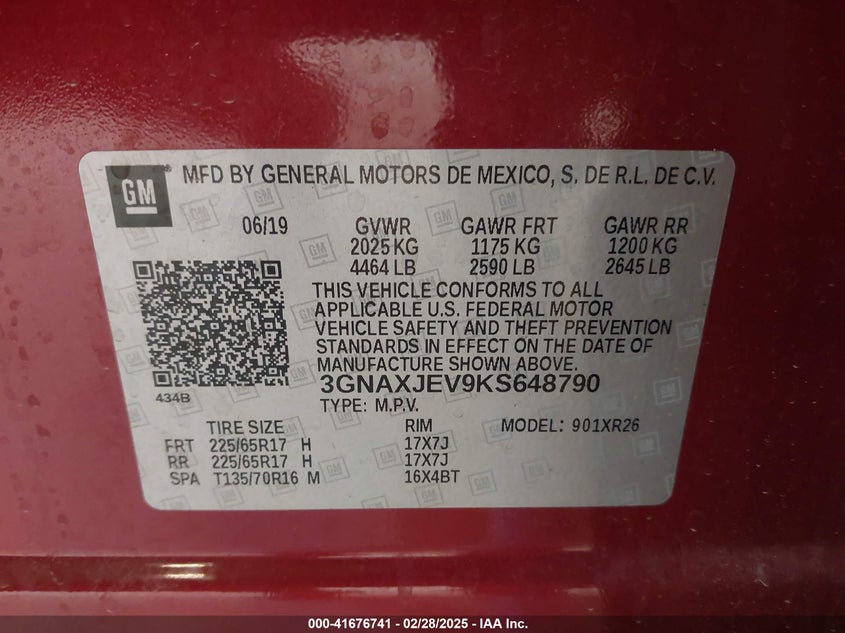 GM MFD BY GENERAL MOTORS DE MEXICO, S. DE R.L. DE C.V.
06/19 GVWR GAWR FRT GAWR RR
2025 KG 1175 KG 1200 KG
4464 LB 2590 LB 2645 LB
THIS VEHICLE CONFORMS TO ALL
APPLICABLE U.S. FEDERAL MOTOR
VEHICLE SAFETY AND THEFT PREVENTION
STANDARDS IN EFFECT ON THE DATE OF
MANUFACTURE SHOWN ABOVE.
3GNAXJEV9KS648790
434B
TYPE: M.P.V.
TIRE SIZE RIM MODEL: 901XR26
FRT 225/65R17 H 17X7J
RR 225/65R17 H 17X7J
SPA T135/70R16 M 16X4BT
000-41676741 / 02/28/2025 - IAA Inc.